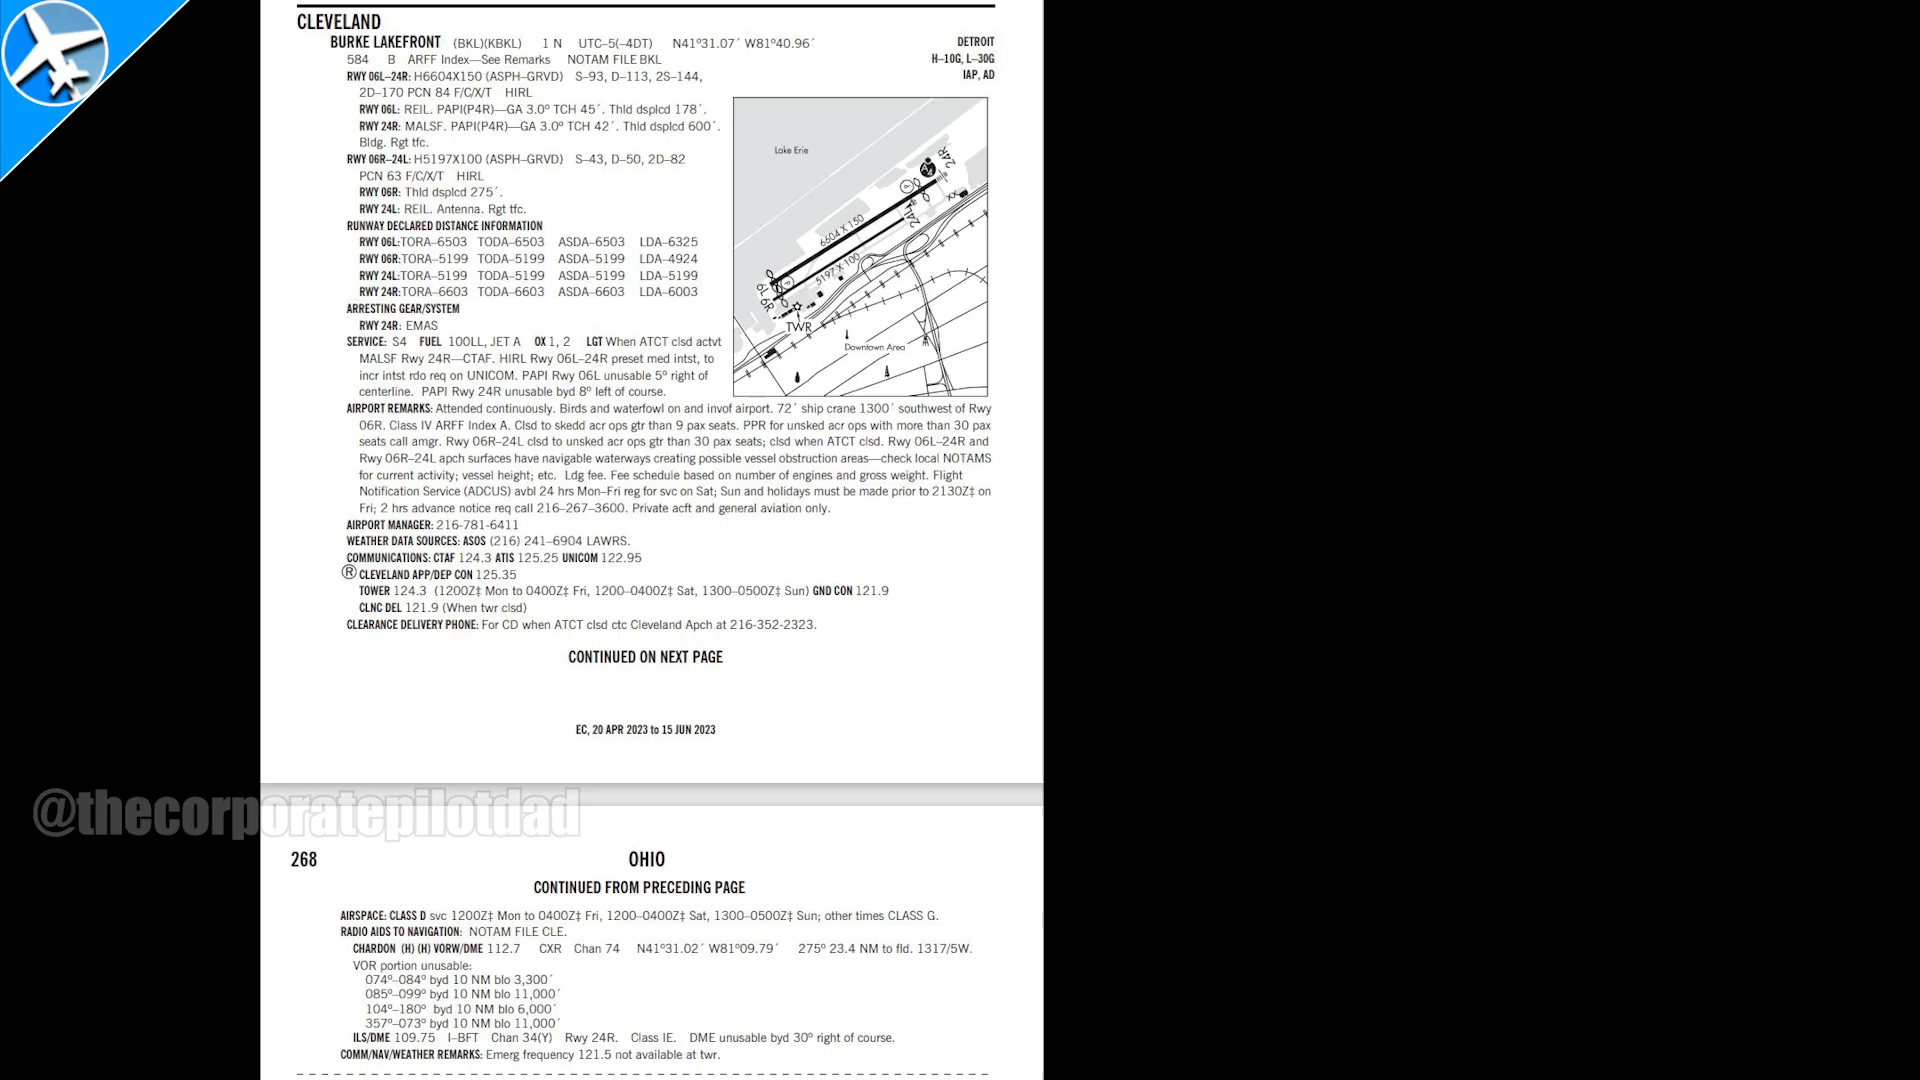 CLEVELAND
BURKE LAKEFRONT (BKL)(KBKL) 1 N UTC–5(–4DT) N41º31.07´ W81º40.96´ DETROIT
584 B ARFF Index—See Remarks NOTAM FILE BKL H–10G, L–30G
RWY 06L–24R: H6604X150 (ASPH–GRVD) S–93, D–113, 2S–144, IAP, AD
2D–170 PCN 84 F/C/X/T HIRL
RWY 06L: REIL. PAPI(P4R)—GA 3.0º TCH 45´. Thld dsplcd 178´.
RWY 24R: MALSF. PAPI(P4R)—GA 3.0º TCH 42´. Thld dsplcd 600´.
Bldg. Rgt tfc.
RWY 06R–24L: H5197X100 (ASPH–GRVD) S–43, D–50, 2D–82
PCN 63 F/C/X/T HIRL
RWY 06R: Thld dsplcd 275´.
RWY 24L: REIL. Antenna. Rgt tfc.
RUNWAY DECLARED DISTANCE INFORMATION
RWY 06L:TORA–6503 TODA–6503 ASDA–6503 LDA–6325
RWY 06R:TORA–5199 TODA–5199 ASDA–5199 LDA–4924
RWY 24L:TORA–5199 TODA–5199 ASDA–5199 LDA–5199
RWY 24R:TORA–6603 TODA–6603 ASDA–6603 LDA–6003
ARRESTING GEAR/SYSTEM
RWY 24R: EMAS
SERVICE: S4 FUEL 100LL, JET A OX 1, 2 LGT When ATCT clsd actvt
MALSF Rwy 24R—CTAF. HIRL Rwy 06L–24R preset med intst, to
incr intst rdo req on UNICOM. PAPI Rwy 06L unusable 5º right of
centerline. PAPI Rwy 24R unusable byd 8º left of course.
Lake Erie
24R
6604 X 150
24L
5197 X 100
6L
6R
TWR
Downtown Area
AIRPORT REMARKS: Attended continuously. Birds and waterfowl on and invof airport. 72´ ship crane 1300´ southwest of Rwy
06R. Class IV ARFF Index A. Clsd to skedd acr ops gtr than 9 pax seats. PPR for unsked acr ops with more than 30 pax
seats call amgr. Rwy 06R–24L clsd to unsked acr ops gtr than 30 pax seats; clsd when ATCT clsd. Rwy 06L–24R and
Rwy 06R–24L apch surfaces have navigable waterways creating possible vessel obstruction areas—check local NOTAMS
for current activity; vessel height; etc. Ldg fee. Fee schedule based on number of engines and gross weight. Flight
Notification Service (ADCUS) avbl 24 hrs Mon–Fri reg for svc on Sat; Sun and holidays must be made prior to 2130Z‡ on
Fri; 2 hrs advance notice req call 216–267–3600. Private acft and general aviation only.
AIRPORT MANAGER: 216-781-6411
WEATHER DATA SOURCES: ASOS (216) 241–6904 LAWRS.
COMMUNICATIONS: CTAF 124.3 ATIS 125.25 UNICOM 122.95
Ⓡ CLEVELAND APP/DEP CON 125.35
TOWER 124.3 (1200Z‡ Mon to 0400Z‡ Fri, 1200–0400Z‡ Sat, 1300–0500Z‡ Sun) GND CON 121.9
CLNC DEL 121.9 (When twr clsd)
CLEARANCE DELIVERY PHONE: For CD when ATCT clsd ctc Cleveland Apch at 216-352-2323.
CONTINUED ON NEXT PAGE
EC, 20 APR 2023 to 15 JUN 2023
@thecorporatepilotdad
268 OHIO
CONTINUED FROM PRECEDING PAGE
AIRSPACE: CLASS D svc 1200Z‡ Mon to 0400Z‡ Fri, 1200–0400Z‡ Sat, 1300–0500Z‡ Sun; other times CLASS G.
RADIO AIDS TO NAVIGATION: NOTAM FILE CLE.
CHARDON (H) (H) VORW/DME 112.7 CXR Chan 74 N41º31.02´ W81º09.79´ 275º 23.4 NM to fld. 1317/5W.
VOR portion unusable:
074º–084º byd 10 NM blo 3,300´
085º–099º byd 10 NM blo 11,000´
104º–180º byd 10 NM blo 6,000´
357º–073º byd 10 NM blo 11,000´
ILS/DME 109.75 I–BFT Chan 34(Y) Rwy 24R. Class IE. DME unusable byd 30º right of course.
COMM/NAV/WEATHER REMARKS: Emerg frequency 121.5 not available at twr.